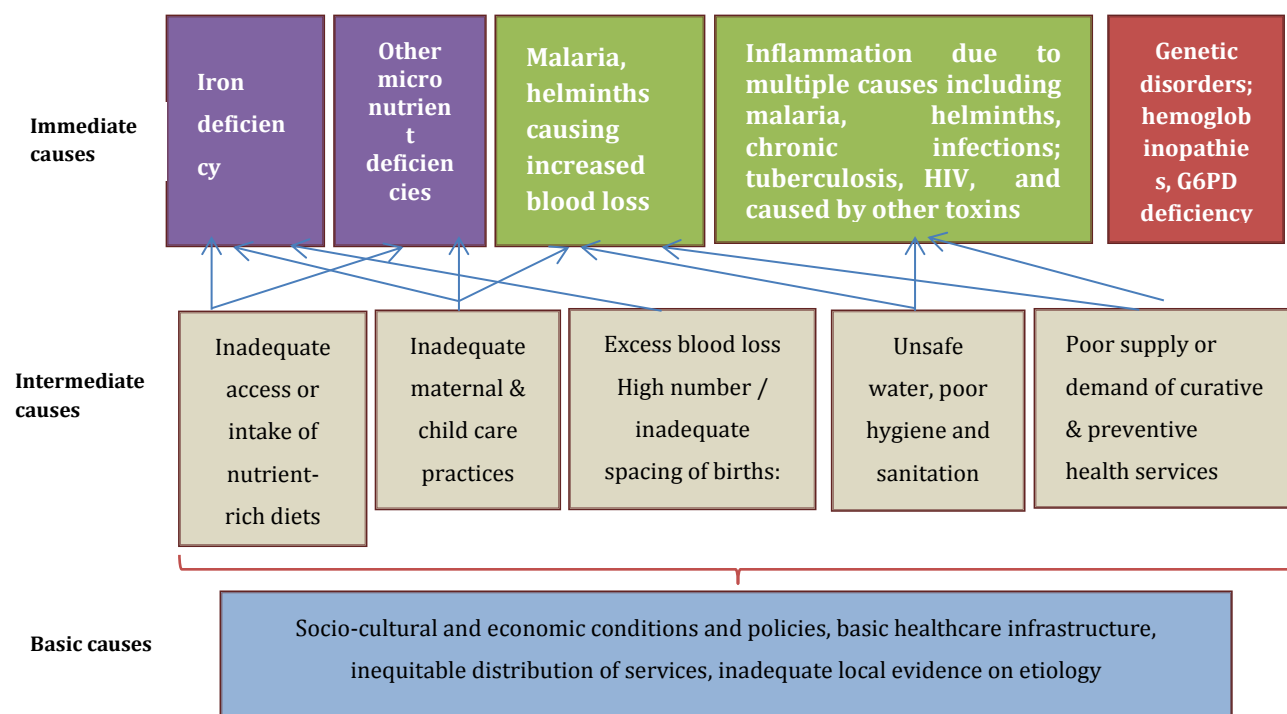 Immediate
causes
Iron
deficien
cy
Other
micro
nutrien
t
deficien
cies
Malaria,
helminths
causing
increased
blood loss
Inflammation due to
multiple causes including
malaria, helminths,
chronic infections;
tuberculosis, HIV, and
caused by other toxins
Genetic
disorders;
hemoglob
inopathie
s, G6PD
deficiency
Intermediate
causes
Inadequate
access or
intake of
nutrient-
rich diets
Inadequate
maternal &
child care
practices
Excess blood loss
High number /
inadequate
spacing of births:
Unsafe
water, poor
hygiene and
sanitation
Poor supply or
demand of curative
& preventive
health services
Basic causes
Socio-cultural and economic conditions and policies, basic healthcare infrastructure,
inequitable distribution of services, inadequate local evidence on etiology